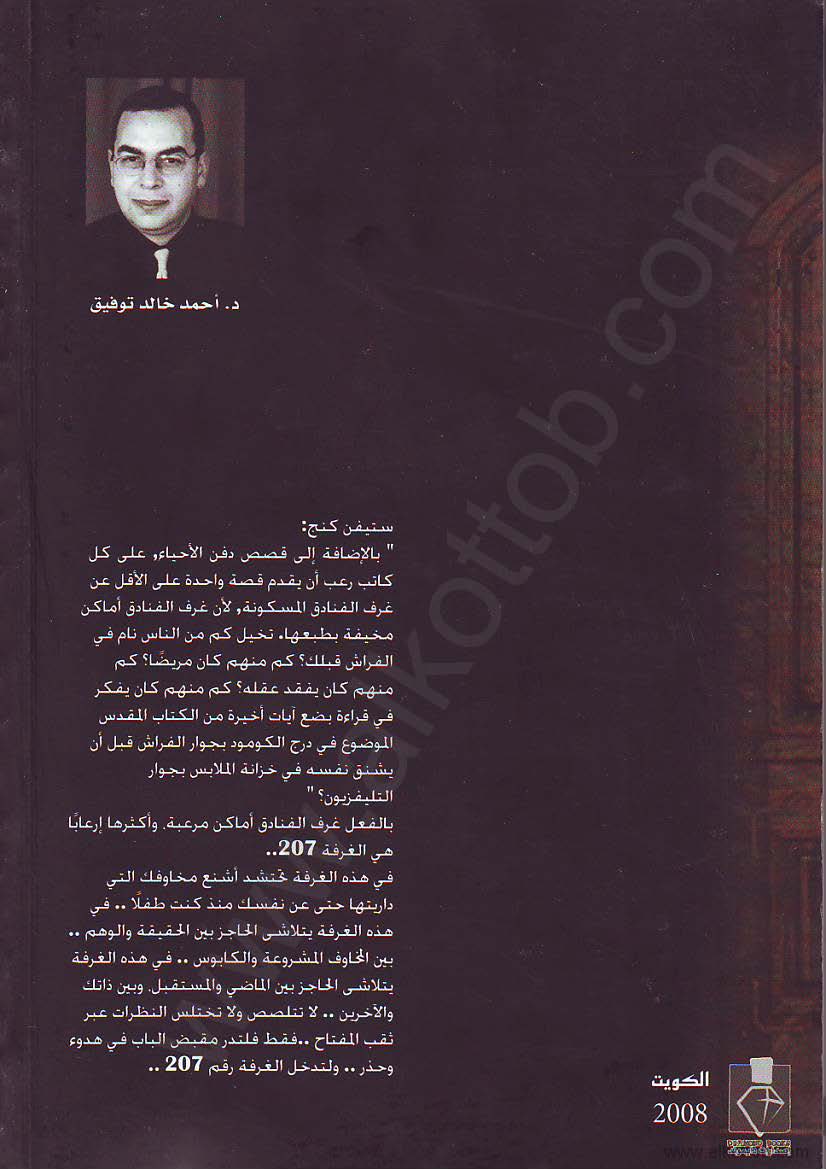 د. أحمد خالد توفيق
ستيفن كنج:
" بالإضافة إلى قصص دفن الأحياء, على كل
كاتب رعب أن يقدم قصة واحدة على الأقل عن
غرف الفنادق المسكونة, لأن غرف الفنادق أماكن
مخيفة بطبعها. تخيل كم من الناس نام في
الفراش قبلك؟ كم منهم كان مريضًا؟ كم
منهم كان يفقد عقله؟ كم منهم كان يفكر
في قراءة بضع آيات أخيرة من الكتاب المقدس
الموضوع في درج الكومود بجوار الفراش قبل أن
يشنق نفسه في خزانة الملابس بجوار
التليفزيون؟ "
بالفعل غرف الفنادق أماكن مرعبة. وأكثرها إرعابًا
هي الغرفة 207..
في هذه الغرفة تحتشد أشنع مخاوفك التي
داريتها حتى عن نفسك منذ كنت طفلًا .. في
هذه الغرفة يتلاشى الحاجز بين الحقيقة والوهم ..
بين المخاوف المشروعة والكابوس .. في هذه الغرفة
يتلاشى الحاجز بين الماضي والمستقبل. وبين ذاتك
والآخرين .. لا تتلصص ولا تختلس النظرات عبر
ثقب المفتاح ..فقط فلتدر مقبض الباب في هدوء
وحذر .. ولتدخل الغرفة رقم 207 ..
الكويت
2008